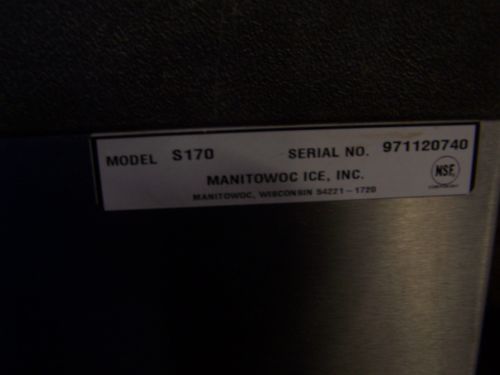 MODEL S170 SERIAL NO. 971120740
MANITOWOC ICE, INC.
MANITOWOC, WISCONSIN 54221-1720
NSF